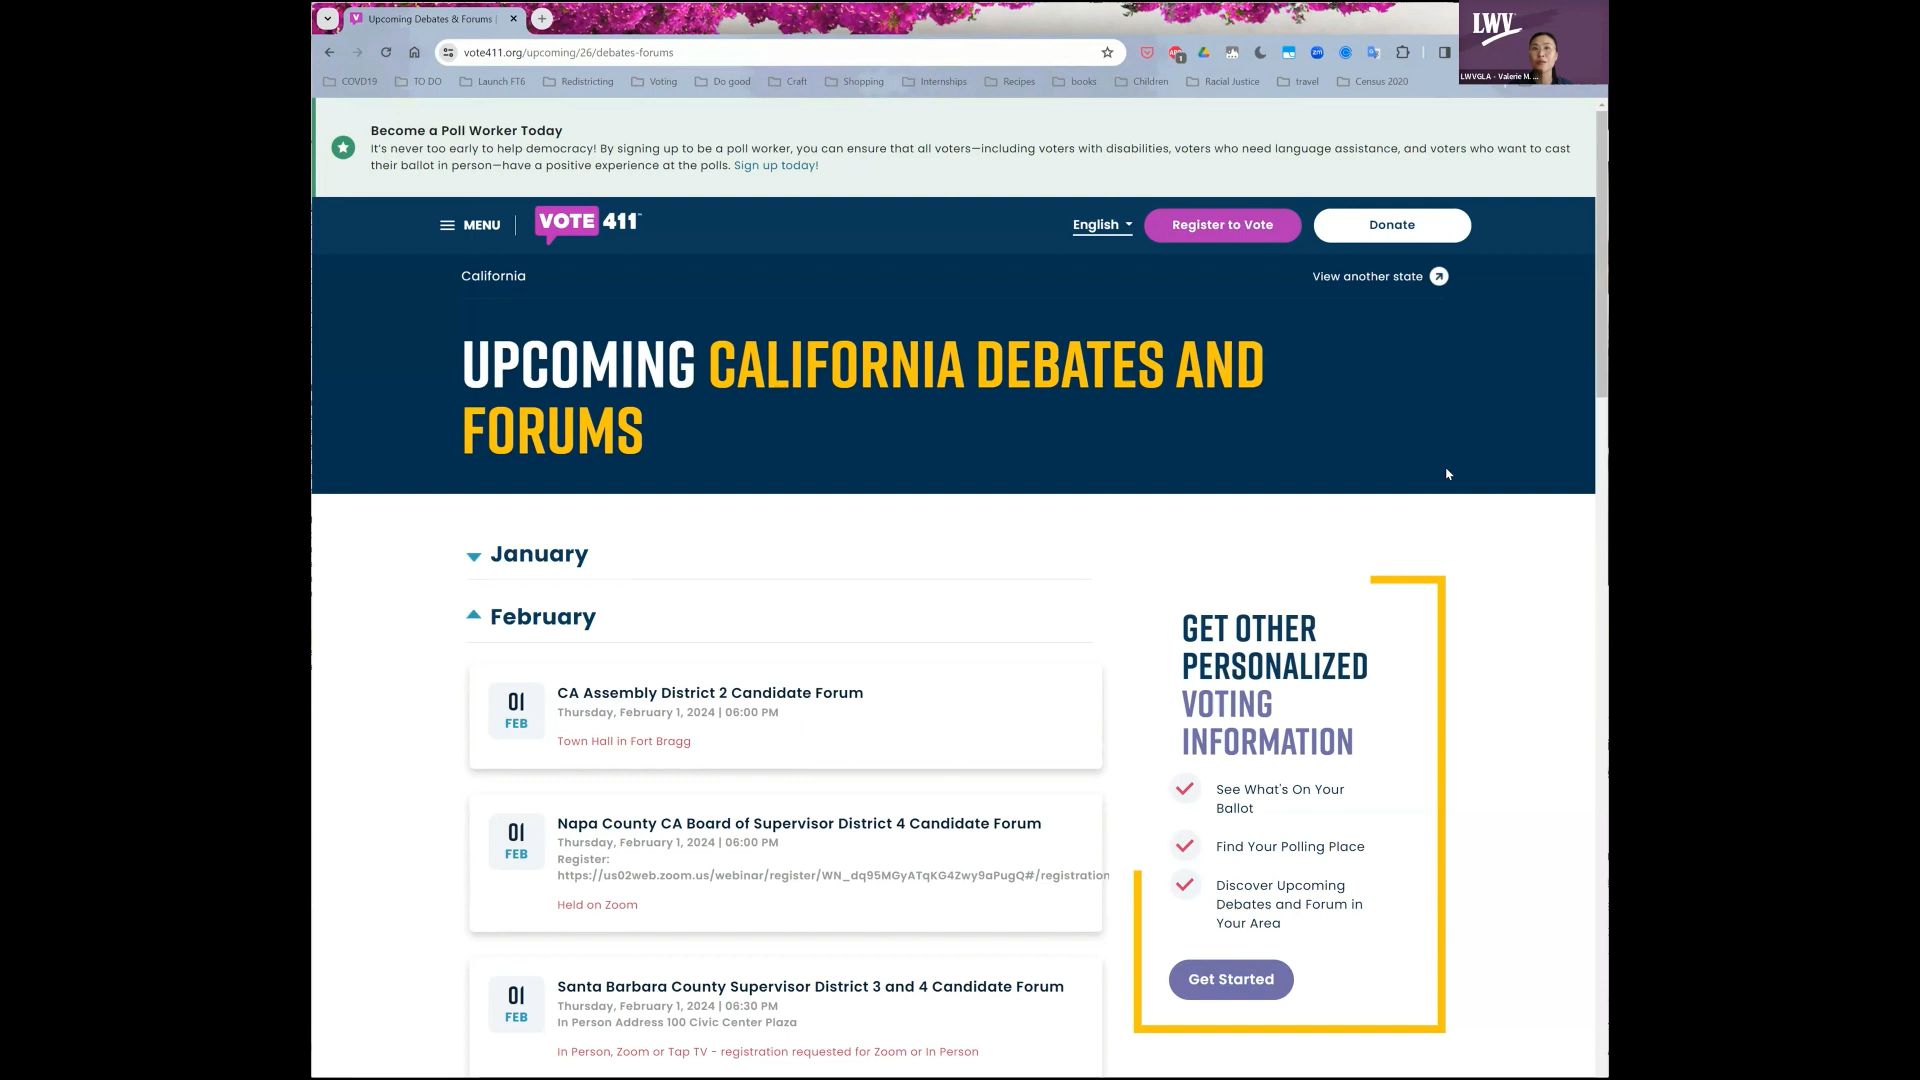 Upcoming Debates & Forums |
vote411.org/upcoming/26/debates-forums
COVD19
TO DO
Launch FT6
Redistricting
Voting
Do good
Craft
Shopping
Internships
Recipes
books
Children
Racial Justice
travel
Census 2020
LWV
LWVGLA - Valerie M. ...
Become a Poll Worker Today
It's never too early to help democracy! By signing up to be a poll worker, you can ensure that all voters—including voters with disabilities, voters who need language assistance, and voters who want to cast
their ballot in person—have a positive experience at the polls. Sign up today!
MENU
VOTE 411
English
Register to Vote
Donate
California
View another state
UPCOMING CALIFORNIA DEBATES AND
FORUMS
January
February
01
FEB
CA Assembly District 2 Candidate Forum
Thursday, February 1, 2024 | 06:00 PM
Town Hall in Fort Bragg
01
FEB
Napa County CA Board of Supervisor District 4 Candidate Forum
Thursday, February 1, 2024 | 06:00 PM
Register:
https://us02web.zoom.us/webinar/register/WN_dq95MGyATqKG4Zwy9aPugQ#/registration
Held on Zoom
01
FEB
Santa Barbara County Supervisor District 3 and 4 Candidate Forum
Thursday, February 1, 2024 | 06:30 PM
In Person Address 100 Civic Center Plaza
In Person, Zoom or Tap TV - registration requested for Zoom or In Person
GET OTHER
PERSONALIZED
VOTING
INFORMATION
See What's On Your
Ballot
Find Your Polling Place
Discover Upcoming
Debates and Forum in
Your Area
Get Started